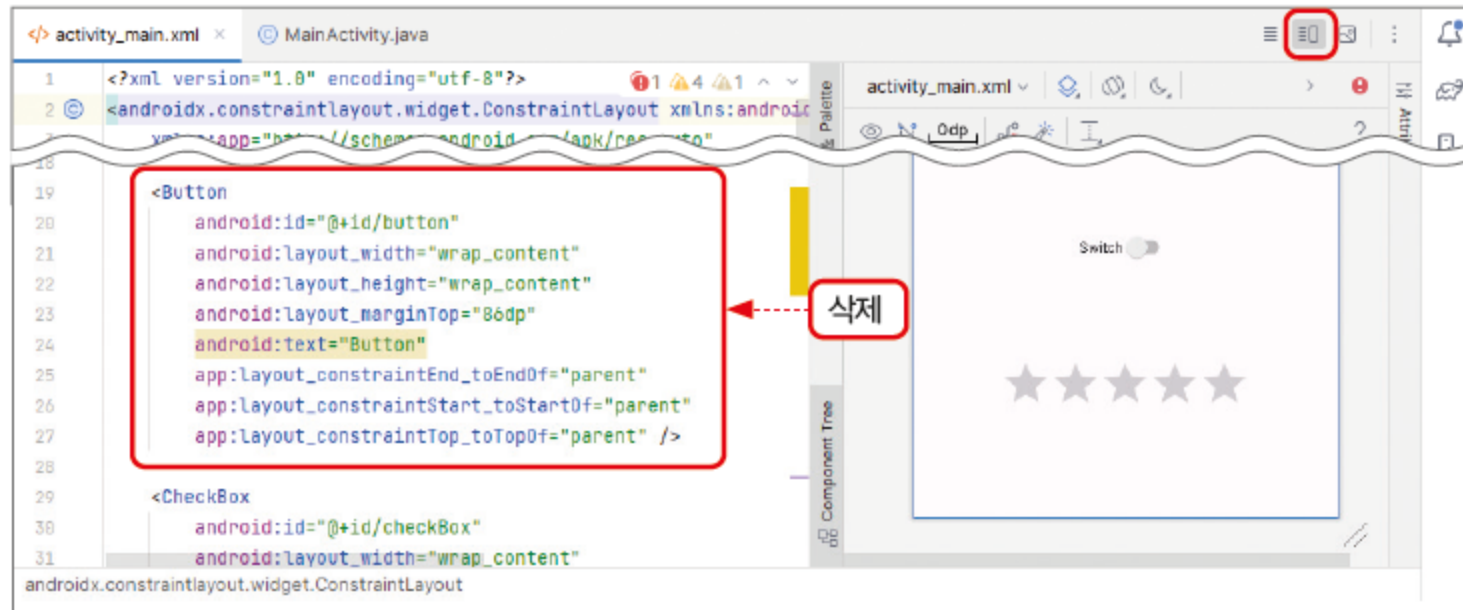 activity_main.xml
MainActivity.java
1 <?xml version="1.0" encoding="utf-8"?> 1 4 1
2 <androidx.constraintlayout.widget.ConstraintLayout xmlns:android
18
19 <Button
20 android:id="@+id/button"
21 android:layout_width="wrap_content"
22 android:layout_height="wrap_content"
23 android:layout_marginTop="86dp"
24 android:text="Button"
25 app:layout_constraintEnd_toEndOf="parent"
26 app:layout_constraintStart_toStartOf="parent"
27 app:layout_constraintTop_toTopOf="parent" />
28
29 <CheckBox
30 android:id="@+id/checkBox"
31 android:layout_width="wrap_content"
androidx.constraintlayout.widget.ConstraintLayout
삭제
Palette
Component Tree
activity_main.xml
0dp
Switch
Attri